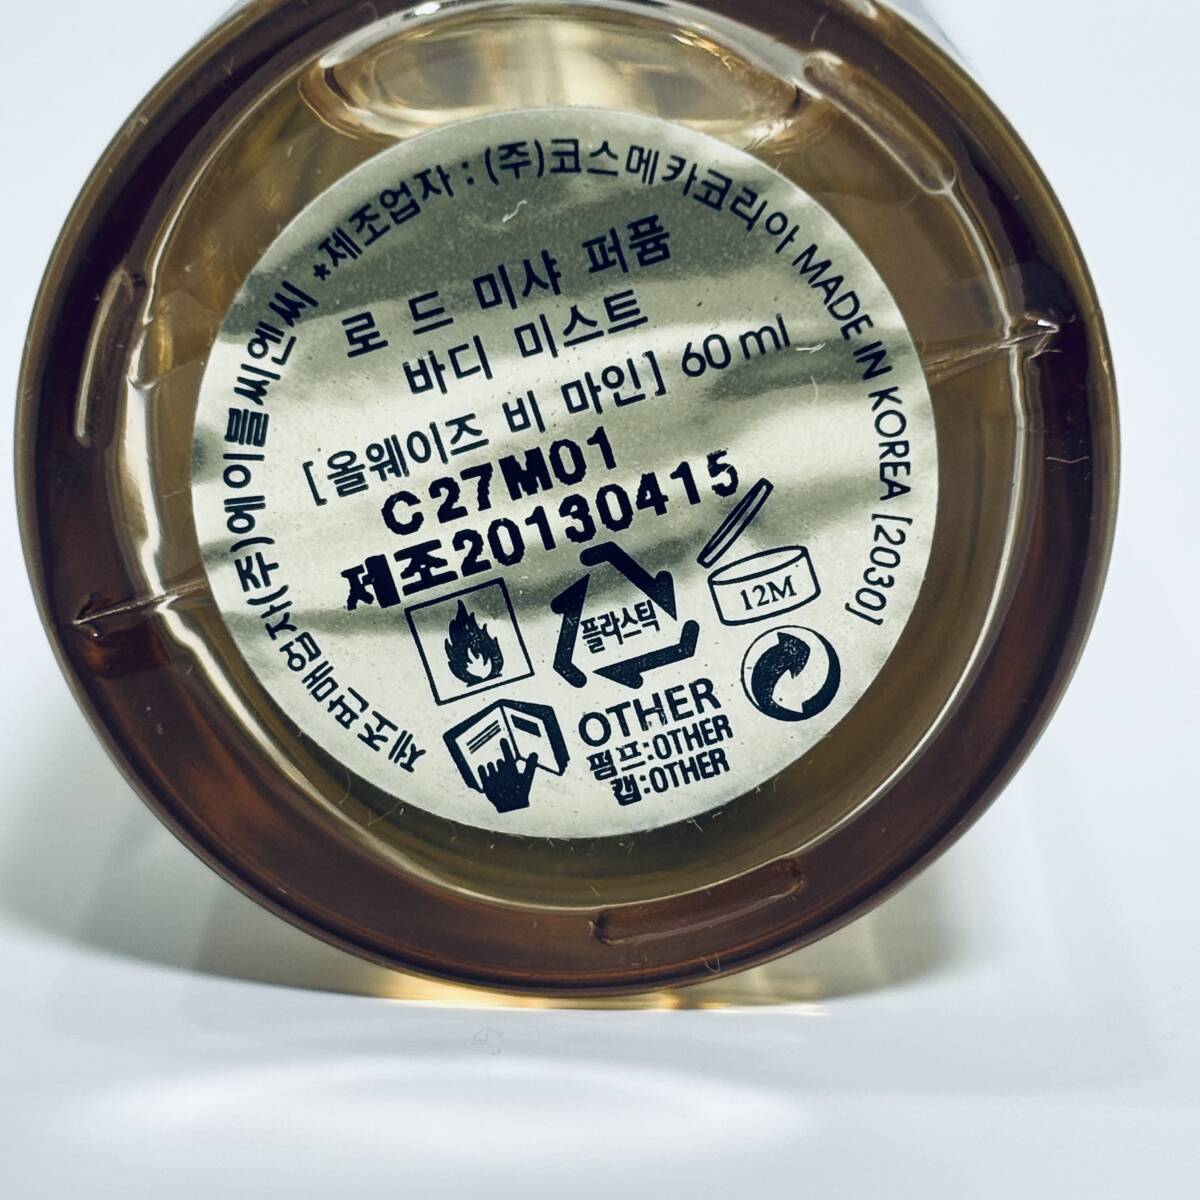 제조판매업자(주)에이블씨엔씨 *제조업자 : (주)코스메카코리아 MADE IN KOREA [2030]
로드 미샤 퍼퓸
바디 미스트
[올웨이즈 비 마인] 60ml
C27M01
제조20130415
플라스틱
12M
OTHER
펌프:OTHER
캡:OTHER